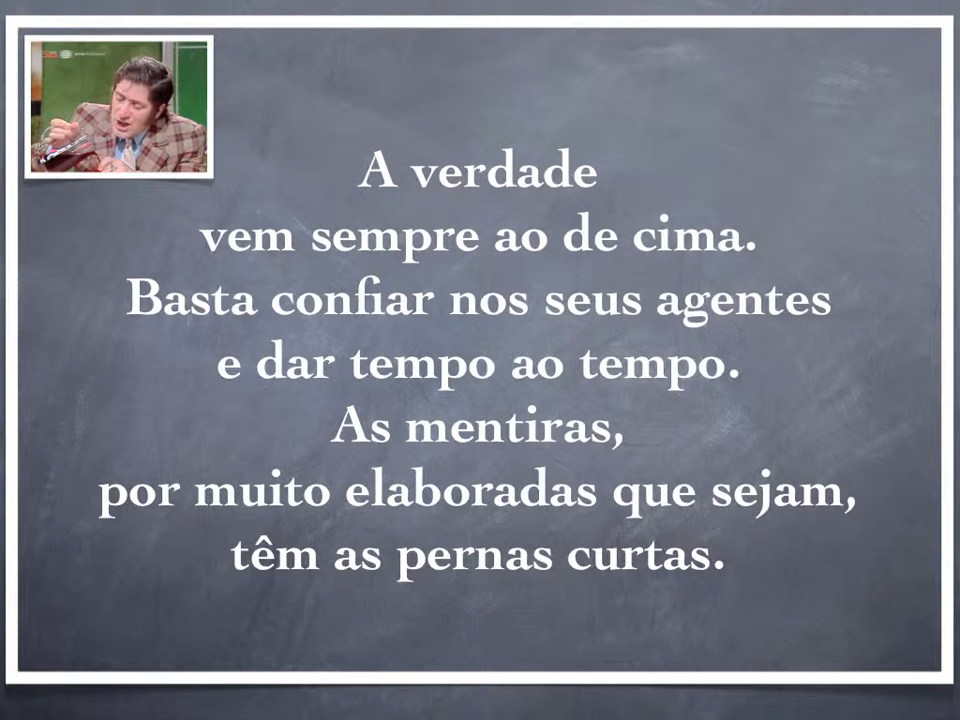 A verdade
vem sempre ao de cima.
Basta confiar nos seus agentes
e dar tempo ao tempo.
As mentiras,
por muito elaboradas que sejam,
têm as pernas curtas.